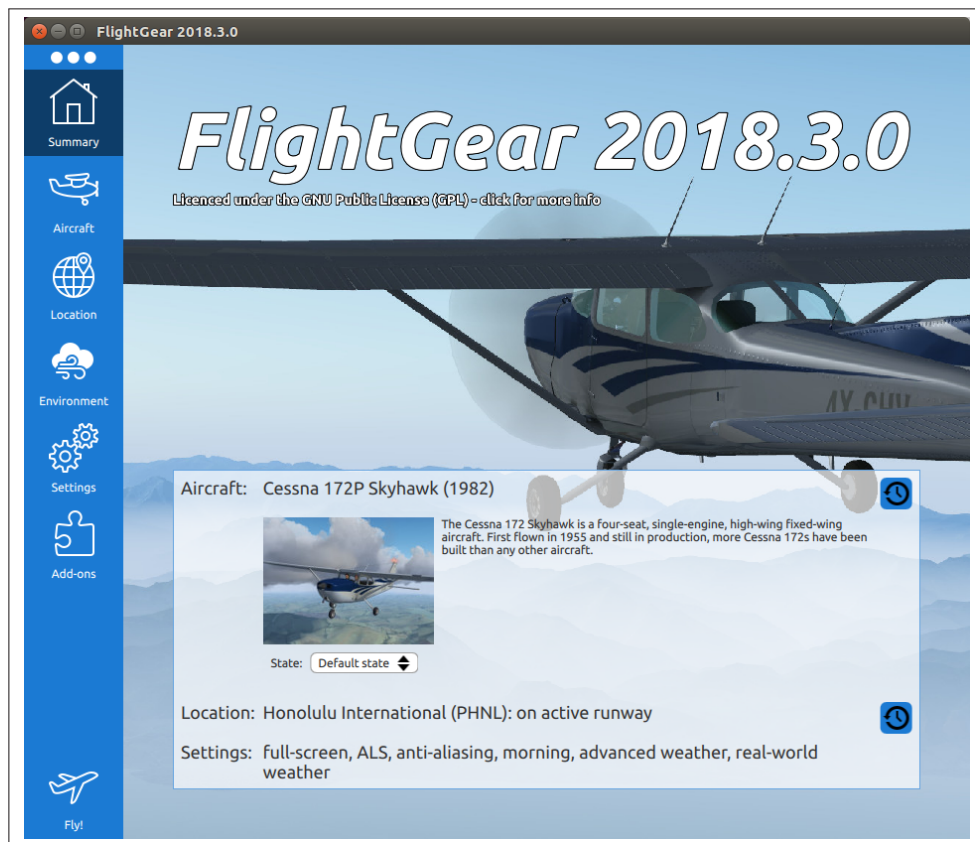 FlightGear 2018.3.0
Summary
Aircraft
Location
Environment
Settings
Add-ons
Fly!
FlightGear 2018.3.0
Licenced under the GNU Public License (GPL) - click for more info
Aircraft: Cessna 172P Skyhawk (1982)
The Cessna 172 Skyhawk is a four-seat, single-engine, high-wing fixed-wing
aircraft. First flown in 1955 and still in production, more Cessna 172s have been
built than any other aircraft.
State: Default state
Location: Honolulu International (PHNL): on active runway
Settings: full-screen, ALS, anti-aliasing, morning, advanced weather, real-world
weather